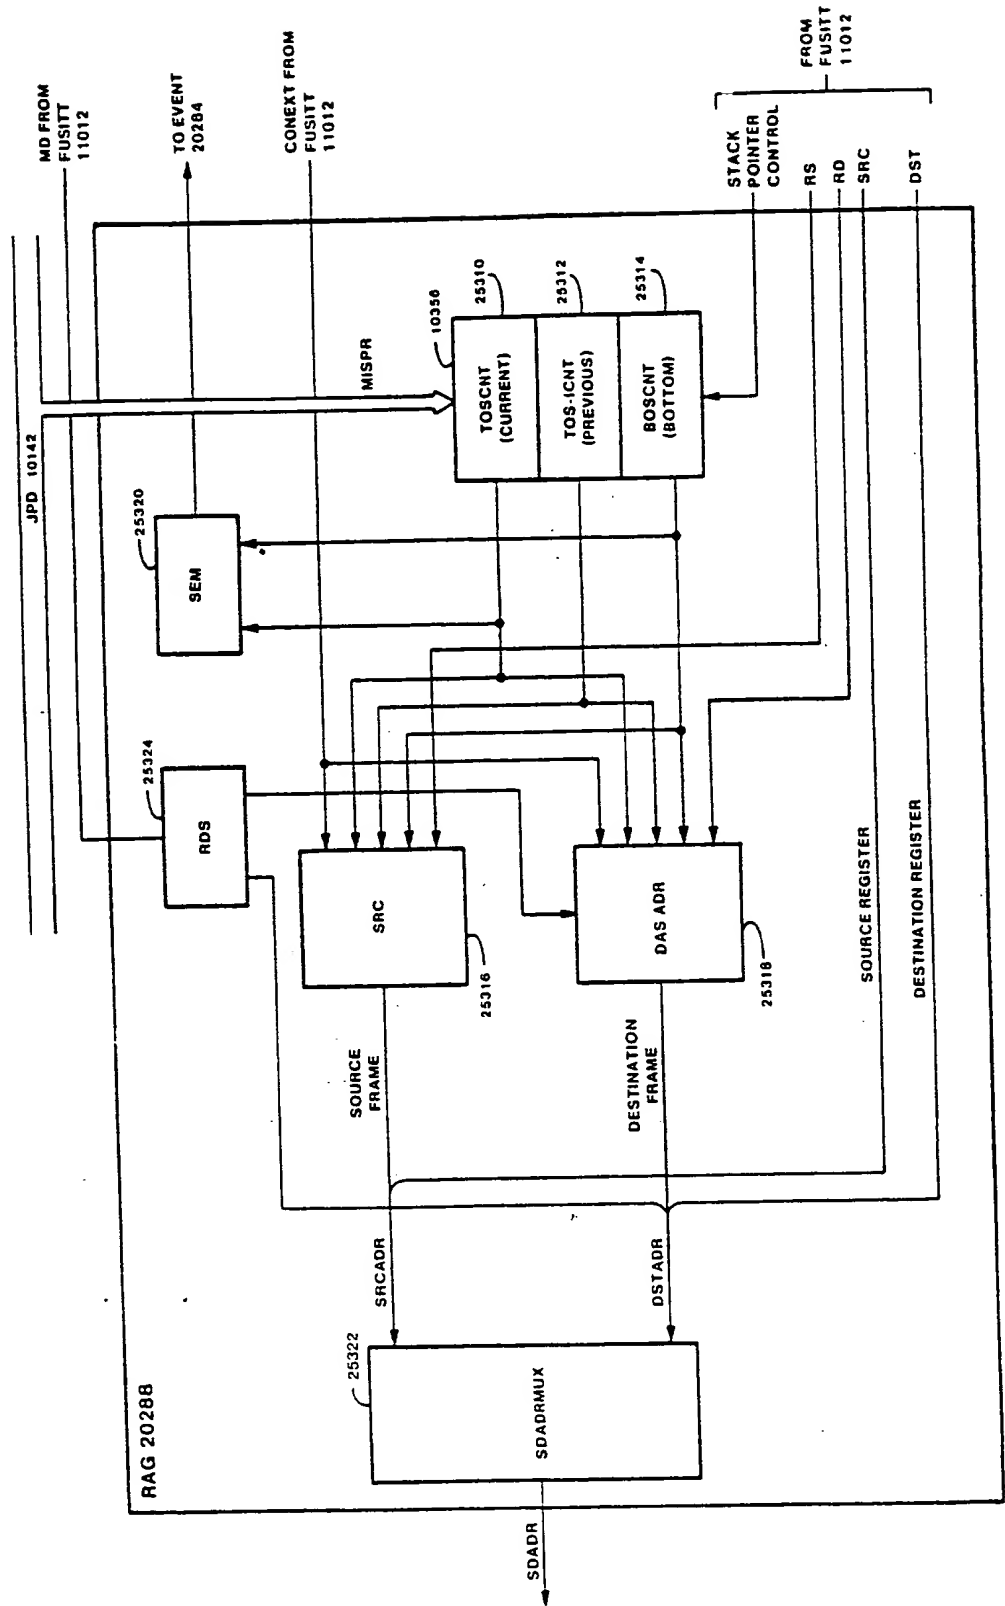 MD FROM
FUSITT
11012
TO EVENT
20284
CONEXT FROM
FUSITT
11012
FROM
FUSITT
11012
STACK
POINTER
CONTROL
RS
RD
SRC
DST
JPD 10142
MISPR
10356
25310
25312
25314
TOSCNT
(CURRENT)
TOS-ICNT
(PREVIOUS)
BOSCNT
(BOTTOM)
25320
SEM
25324
RDS
SRC
25316
DAS ADR
25318
SOURCE REGISTER
DESTINATION REGISTER
SOURCE
FRAME
DESTINATION
FRAME
SRCADR
DSTADR
25322
SDADRMUX
RAG 20288
SDADR